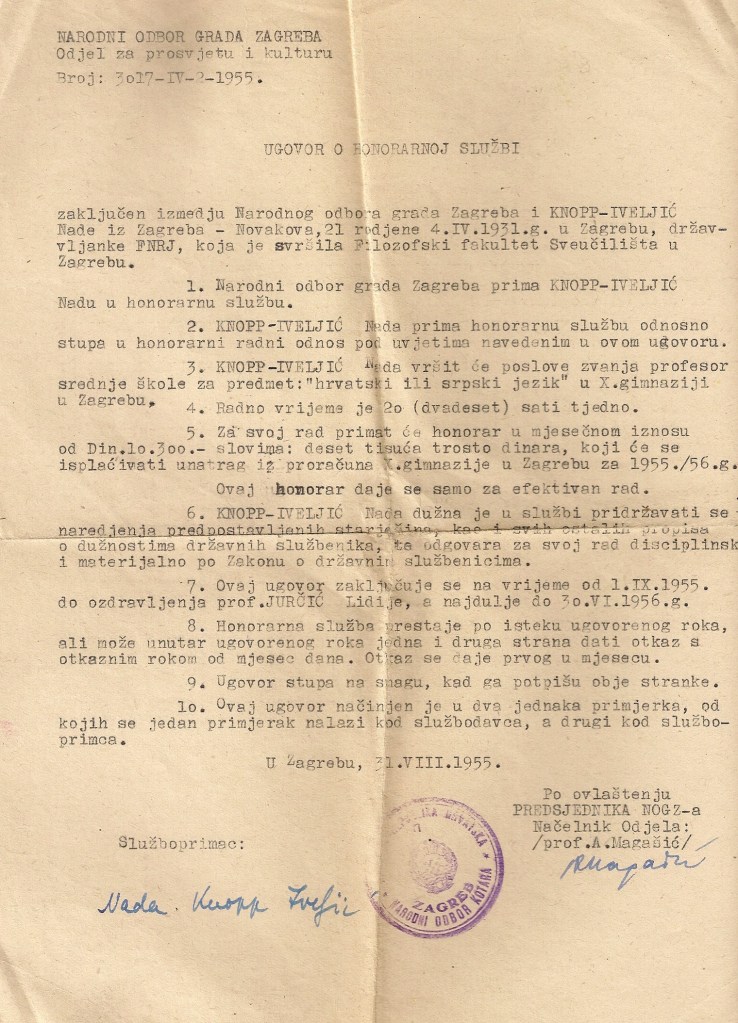 NARODNI ODBOR GRADA ZAGREBA
Odjel za prosvjetu i kulturu
Broj: 3o17-IV-2-1955.
UGOVOR O HONORARNOJ SLUŽBI
zaključen izmedju Narodnog odbora grada Zagreba i KNOPP-IVELJIĆ
Nade iz Zagreba - Novakova,21 rodjene 4.IV.1931.g. u Zagrebu, držav-
vljanke FNRJ, koja je svršila Filozofski fakultet Sveučilišta u
Zagrebu.
1. Narodni odbor grada Zagreba prima KNOPP-IVELJIĆ
Nadu u honorarnu službu.
2. KNOPP-IVELJIĆ Nada prima honorarnu službu odnosno
stupa u honorarni radni odnos pod uvjetima navedenim u ovom ugovoru.
3. KNOPP-IVELJIĆ Nada vršit će poslove zvanja profesor
srednje škole za predmet:"hrvatski ili srpski jezik" u X.gimnaziji
u Zagrebu.
4. Radno vrijeme je 2o (dvadeset) sati tjedno.
5. Za svoj rad primat će honorar u mjesečnom iznosu
od Din.lo.3oo.- slovima: deset tisuća trosto dinara, koji će se
isplaćivati unatrag iz proračuna X.gimnazije u Zagrebu za 1955./56.g.
Ovaj honorar daje se samo za efektivan rad.
6. KNOPP-IVELJIĆ Nada dužna je u službi pridržavati se
naredjenja predpostavljenih starješina, kao i svih ostalih propisa
o dužnostima državnih službenika, ta odgovara za svoj rad disciplinsk
i materijalno po Zakonu o državnim službenicima.
7. Ovaj ugovor zaključuje se na vrijeme od 1.IX.1955.
do ozdravljenja prof.JURČIĆ Lidije, a najdulje do 3o.VI.1956.g.
8. Honorarna služba prestaje po isteku ugovorenog roka,
ali može unutar ugovorenog roka jedna i druga strana dati otkaz s
otkaznim rokom od mjesec dana. Otkaz se daje prvog u mjesecu.
9. Ugovor stupa na snagu, kad ga potpišu obje stranke.
lo. Ovaj ugovor načinjen je u dva jednaka primjerka, od
kojih se jedan primjerak nalazi kod službodavca, a drugi kod službo-
primca.
U Zagrebu, 31.VIII.1955.
Po ovlaštenju
PREDSJEDNIKA NOGZ-a
Načelnik Odjela:
/prof.A.Magašić/
AMagašić
Službo primac:
Nada Knopp Iveljić
HRVATSKA
ZAGREB
NARODNI ODBOR KOTARA